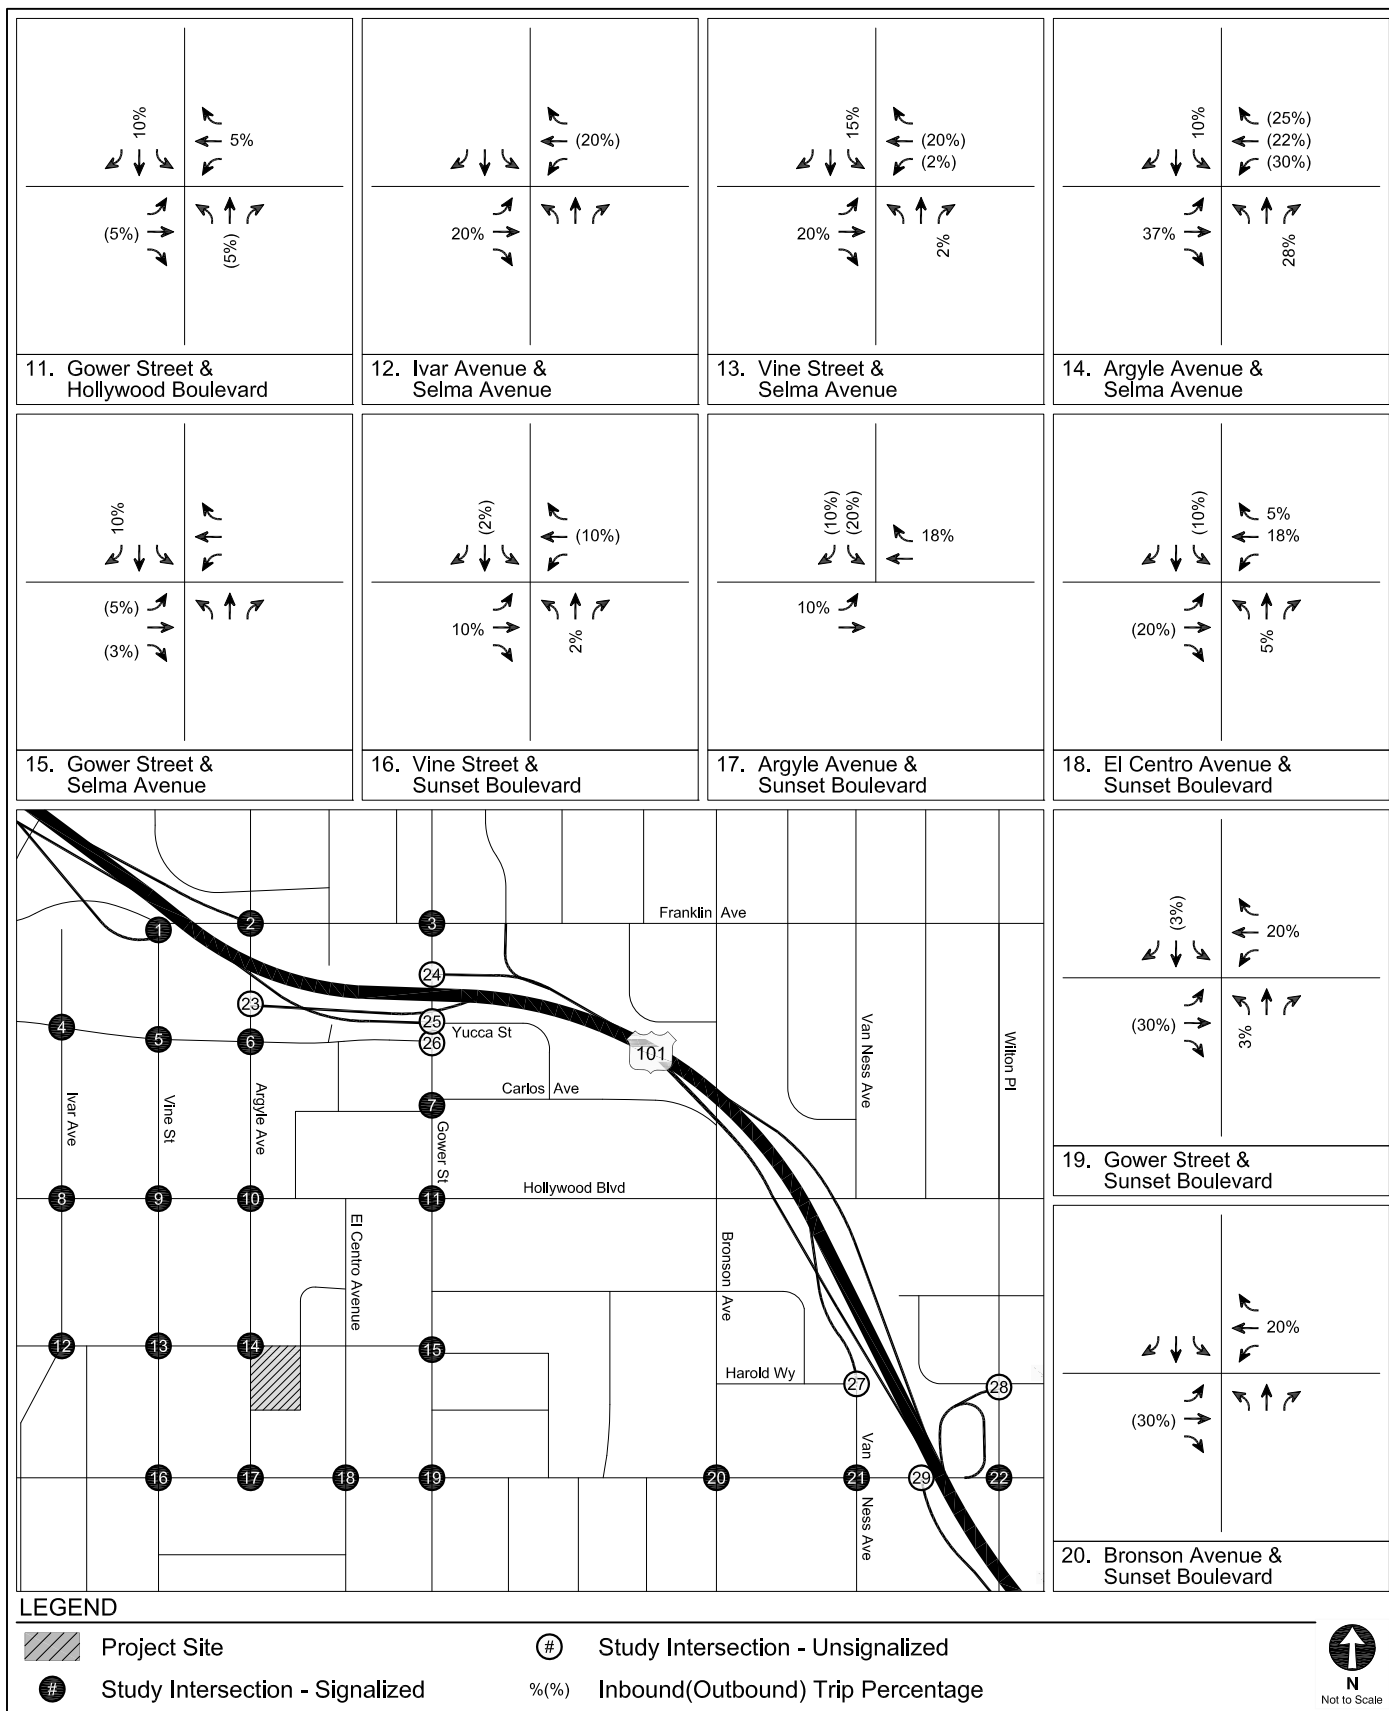 10%
5%
(5%)
(5%)
11. Gower Street &
Hollywood Boulevard
(20%)
20%
12. Ivar Avenue &
Selma Avenue
15%
(20%)
(2%)
20%
2%
13. Vine Street &
Selma Avenue
10%
(25%)
(22%)
(30%)
37%
28%
14. Argyle Avenue &
Selma Avenue
10%
(5%)
(3%)
15. Gower Street &
Selma Avenue
(2%)
(10%)
10%
2%
16. Vine Street &
Sunset Boulevard
(10%)
(20%)
18%
10%
17. Argyle Avenue &
Sunset Boulevard
(10%)
5%
18%
(20%)
5%
18. El Centro Avenue &
Sunset Boulevard
Franklin Ave
1
2
3
24
23
25
Yucca St
26
4
5
6
101
Van Ness Ave
Wilton Pl
Carlos Ave
7
Ivar Ave
Vine St
Argyle Ave
Gower St
Hollywood Blvd
8
9
10
11
El Centro Avenue
Bronson Ave
12
13
14
15
Harold Wy
27
28
16
17
18
19
20
21
29
22
Van Ness Ave
(3%)
20%
(30%)
3%
19. Gower Street &
Sunset Boulevard
20%
(30%)
20. Bronson Avenue &
Sunset Boulevard
LEGEND
Project Site
# Study Intersection - Unsignalized
# Study Intersection - Signalized
%(%) Inbound(Outbound) Trip Percentage
N
Not to Scale